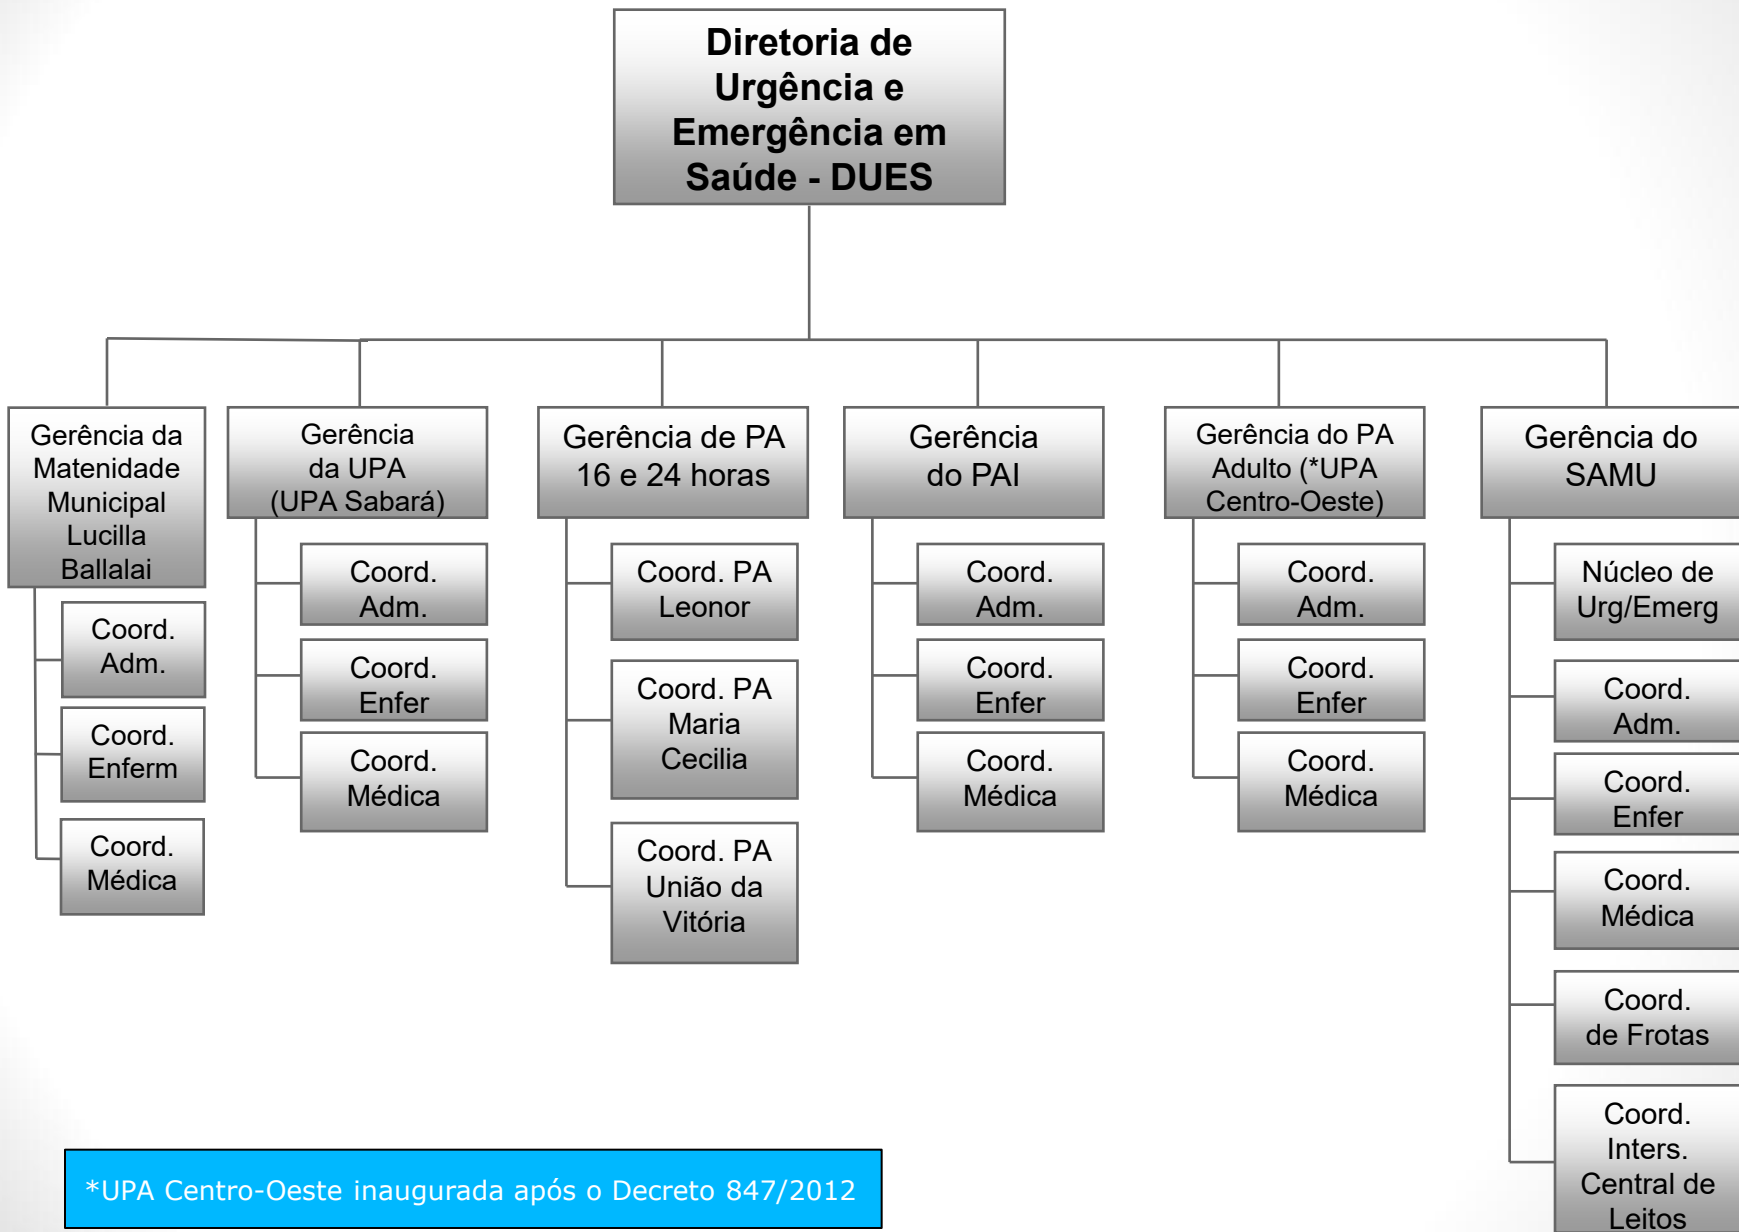 Diretoria de
Urgência e
Emergência em
Saúde - DUES
Gerência da
Matenidade
Municipal
Lucilla
Ballalai
Coord.
Adm.
Coord.
Enferm
Coord.
Médica
Gerência
da UPA
(UPA Sabará)
Coord.
Adm.
Coord.
Enfer
Coord.
Médica
Gerência de PA
16 e 24 horas
Coord. PA
Leonor
Coord. PA
Maria
Cecilia
Coord. PA
União da
Vitória
Gerência
do PAI
Coord.
Adm.
Coord.
Enfer
Coord.
Médica
Gerência do PA
Adulto (*UPA
Centro-Oeste)
Coord.
Adm.
Coord.
Enfer
Coord.
Médica
Gerência do
SAMU
Núcleo de
Urg/Emerg
Coord.
Adm.
Coord.
Enfer
Coord.
Médica
Coord.
de Frotas
Coord.
Inters.
Central de
Leitos
*UPA Centro-Oeste inaugurada após o Decreto 847/2012